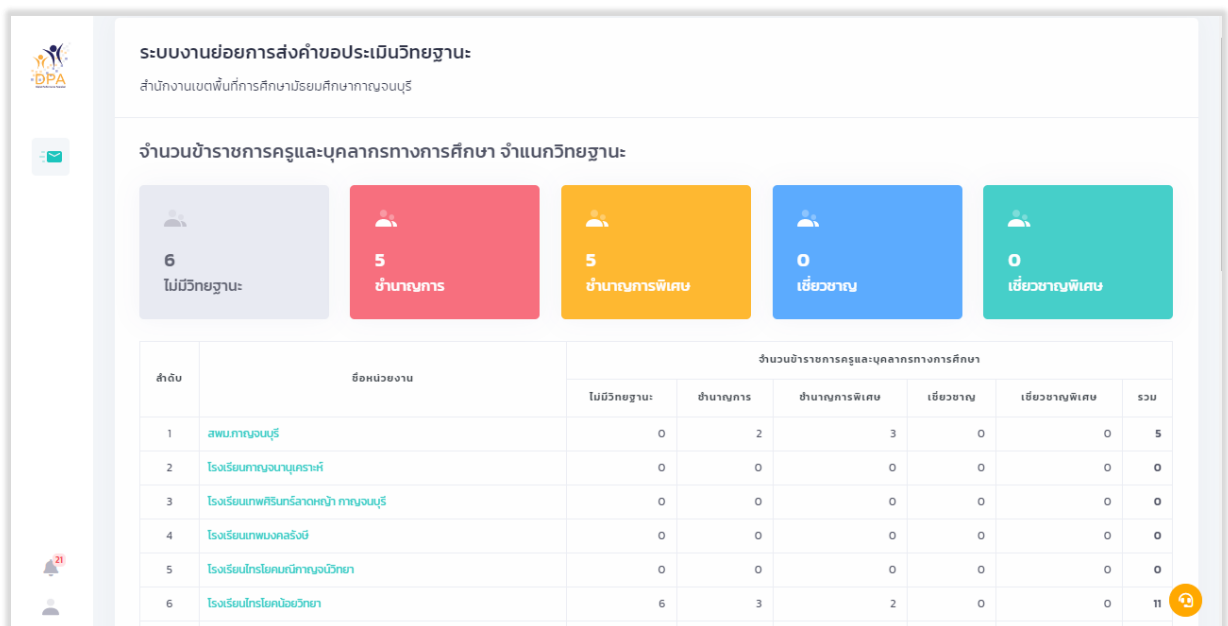 ระบบงานย่อยการส่งคำขอประเมินวิทยฐานะ
DPA
สำนักงานเขตพื้นที่การศึกษามัธยมศึกษากาญจนบุรี
จำนวนข้าราชการครูและบุคลากรทางการศึกษา จำแนกวิทยฐานะ
6 5 5 0 0
ไม่มีวิทยฐานะ ชำนาญการ ชำนาญการพิเศษ เชี่ยวชาญ เชี่ยวชาญพิเศษ
ลำดับ ชื่อหน่วยงาน จำนวนข้าราชการครูและบุคลากรทางการศึกษา
ไม่มีวิทยฐานะ ชำนาญการ ชำนาญการพิเศษ เชี่ยวชาญ เชี่ยวชาญพิเศษ รวม
1 สพม.กาญจนบุรี 0 2 3 0 0 5
2 โรงเรียนกาญจนานุเคราะห์ 0 0 0 0 0 0
3 โรงเรียนเทพศิรินทร์ลาดหญ้า กาญจนบุรี 0 0 0 0 0 0
4 โรงเรียนเทพมงคลรังษี 0 0 0 0 0 0
5 โรงเรียนไทรโยคมณีกาญจน์วิทยา 0 0 0 0 0 0
6 โรงเรียนไทรโยคน้อยวิทยา 6 3 2 0 0 11
21